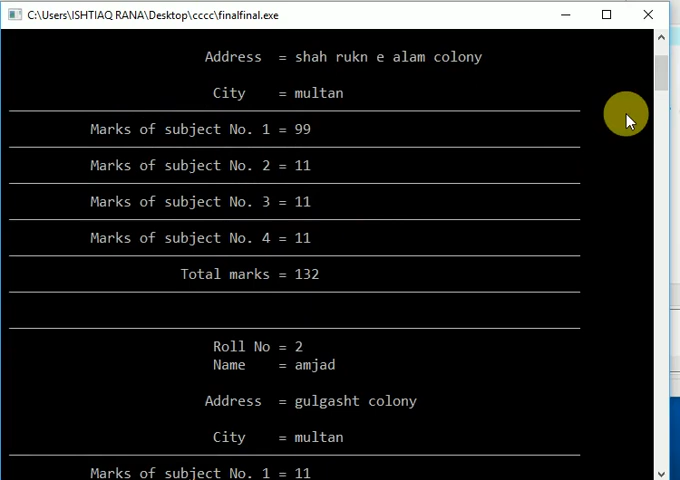 C:\Users\ISHTIAQ RANA\Desktop\cccc\finalfinal.exe
Address = shah rukn e alam colony
City = multan
Marks of subject No. 1 = 99
Marks of subject No. 2 = 11
Marks of subject No. 3 = 11
Marks of subject No. 4 = 11
Total marks = 132
Roll No = 2
Name = amjad
Address = gulgasht colony
City = multan
Marks of subject No. 1 = 11